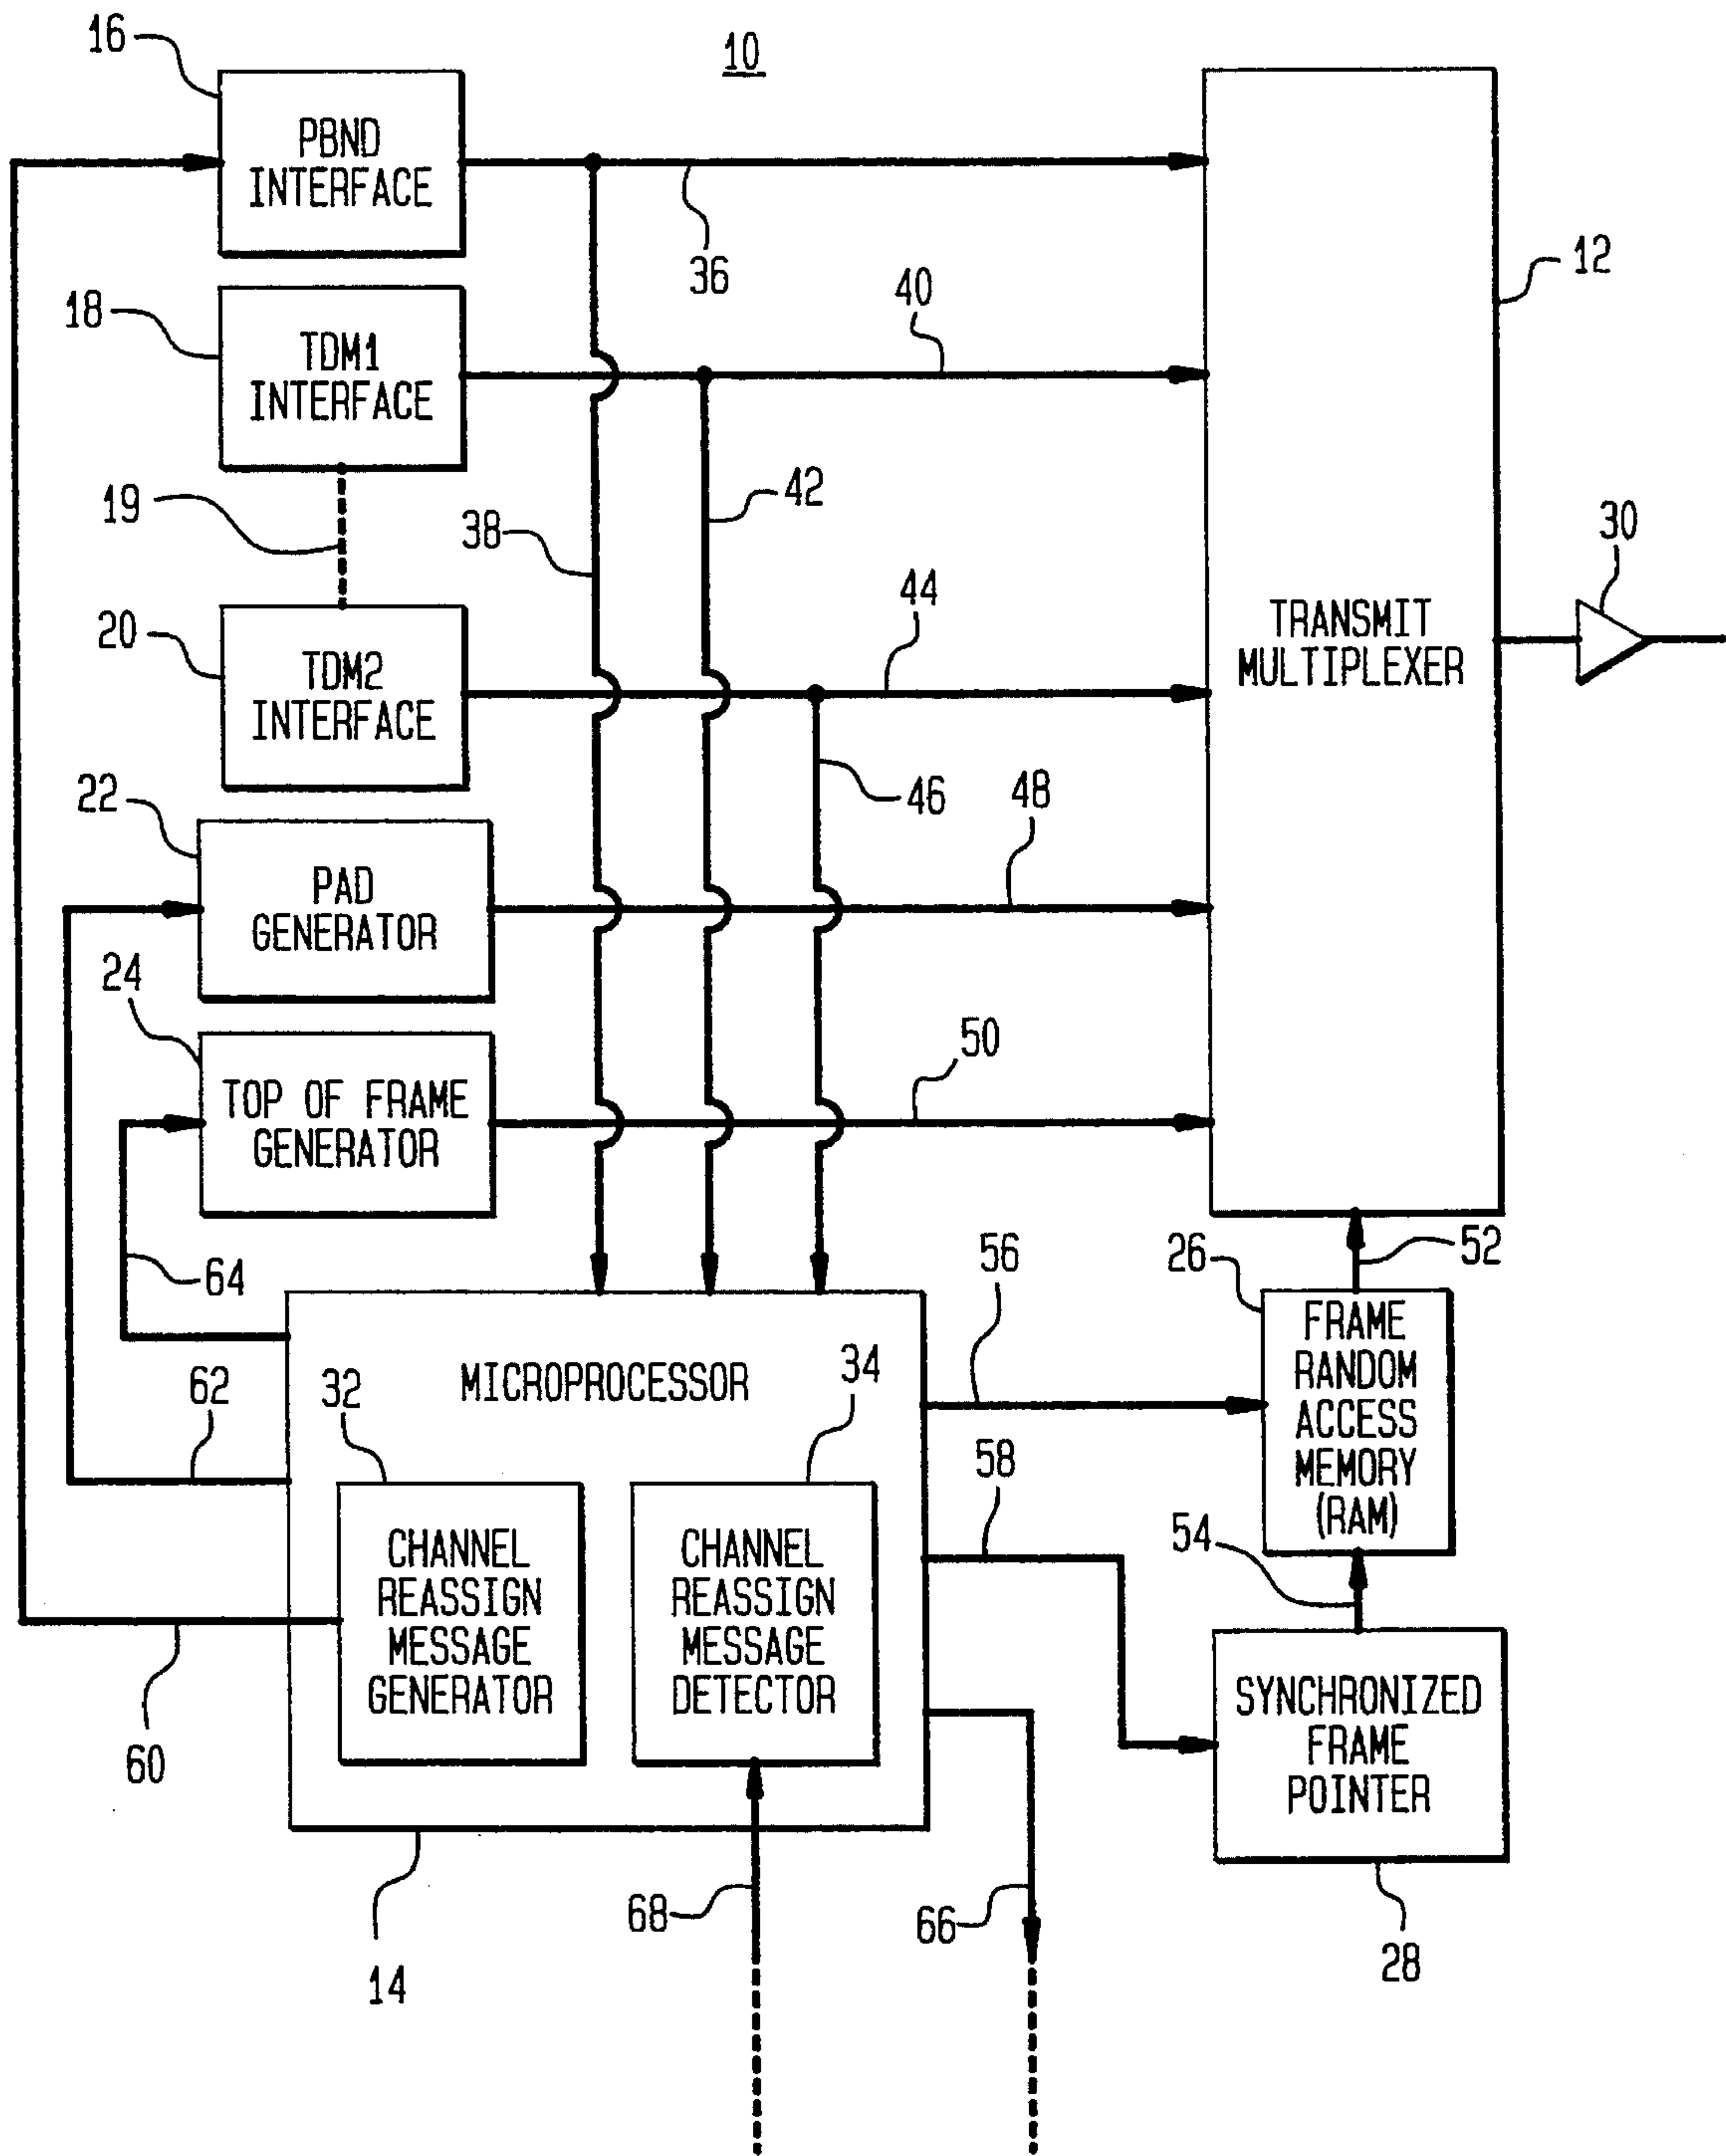 10
16
PBND
INTERFACE
36
12
18
TDM1
INTERFACE
40
19
38
42
30
20
TDM2
INTERFACE
44
TRANSMIT
MULTIPLEXER
46
22
PAD
GENERATOR
48
24
TOP OF FRAME
GENERATOR
50
64
52
56
26
FRAME
RANDOM
ACCESS
MEMORY
(RAM)
62
MICROPROCESSOR
32
34
58
54
CHANNEL
REASSIGN
MESSAGE
GENERATOR
CHANNEL
REASSIGN
MESSAGE
DETECTOR
SYNCHRONIZED
FRAME
POINTER
60
68
66
14
28